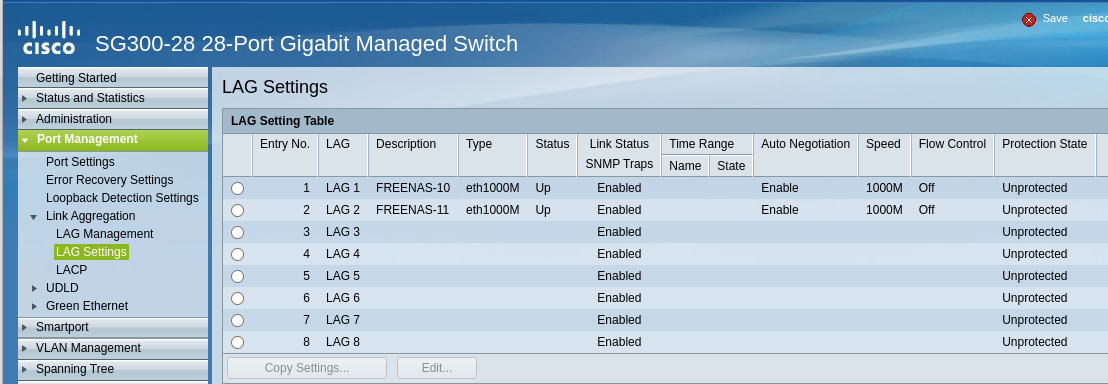 Save cisco
CISCO SG300-28 28-Port Gigabit Managed Switch
Getting Started
Status and Statistics
Administration
Port Management
Port Settings
Error Recovery Settings
Loopback Detection Settings
Link Aggregation
LAG Management
LAG Settings
LACP
UDLD
Green Ethernet
Smartport
VLAN Management
Spanning Tree
LAG Settings
LAG Setting Table
Entry No. LAG Description Type Status Link Status SNMP Traps Time Range Name State Auto Negotiation Speed Flow Control Protection State
1 LAG 1 FREENAS-10 eth1000M Up Enabled Enable 1000M Off Unprotected
2 LAG 2 FREENAS-11 eth1000M Up Enabled Enable 1000M Off Unprotected
3 LAG 3 Enabled Unprotected
4 LAG 4 Enabled Unprotected
5 LAG 5 Enabled Unprotected
6 LAG 6 Enabled Unprotected
7 LAG 7 Enabled Unprotected
8 LAG 8 Enabled Unprotected
Copy Settings... Edit...